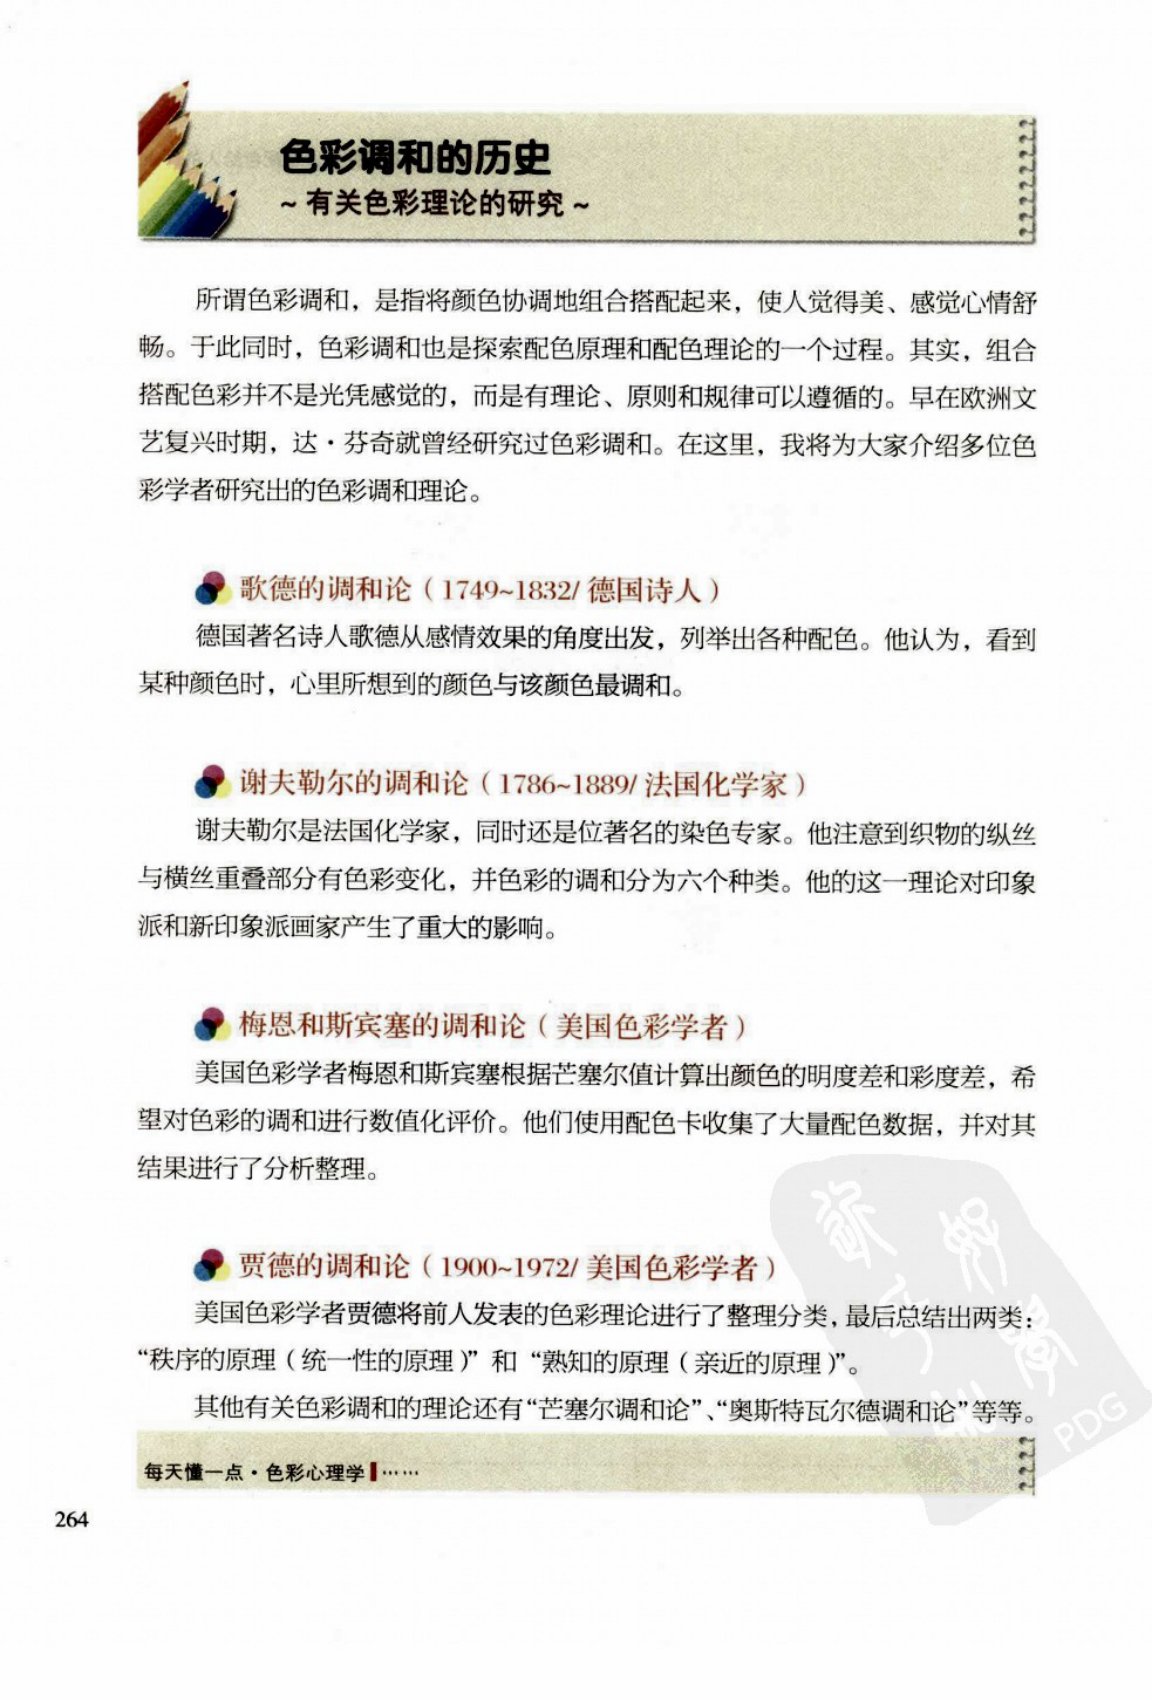 色彩调和的历史
~有关色彩理论的研究~
所谓色彩调和，是指将颜色协调地组合搭配起来，使人觉得美、感觉心情舒
畅。于此同时，色彩调和也是探索配色原理和配色理论的一个过程。其实，组合
搭配色彩并不是光凭感觉的，而是有理论、原则和规律可以遵循的。早在欧洲文
艺复兴时期，达·芬奇就曾经研究过色彩调和。在这里，我将为大家介绍多位色
彩学者研究出的色彩调和理论。
歌德的调和论（1749~1832/ 德国诗人）
德国著名诗人歌德从感情效果的角度出发，列举出各种配色。他认为，看到
某种颜色时，心里所想到的颜色与该颜色最调和。
谢夫勒尔的调和论（1786~1889/ 法国化学家）
谢夫勒尔是法国化学家，同时还是位著名的染色专家。他注意到织物的纵丝
与横丝重叠部分有色彩变化，并色彩的调和分为六个种类。他的这一理论对印象
派和新印象派画家产生了重大的影响。
梅恩和斯宾塞的调和论（美国色彩学者）
美国色彩学者梅恩和斯宾塞根据芒塞尔值计算出颜色的明度差和彩度差，希
望对色彩的调和进行数值化评价。他们使用配色卡收集了大量配色数据，并对其
结果进行了分析整理。
贾德的调和论（1900~1972/ 美国色彩学者）
美国色彩学者贾德将前人发表的色彩理论进行了整理分类，最后总结出两类：
“秩序的原理（统一性的原理）” 和 “熟知的原理（亲近的原理）”。
其他有关色彩调和的理论还有“芒塞尔调和论”、“奥斯特瓦尔德调和论”等等。
PDG
每天懂一点·色彩心理学 ……
264